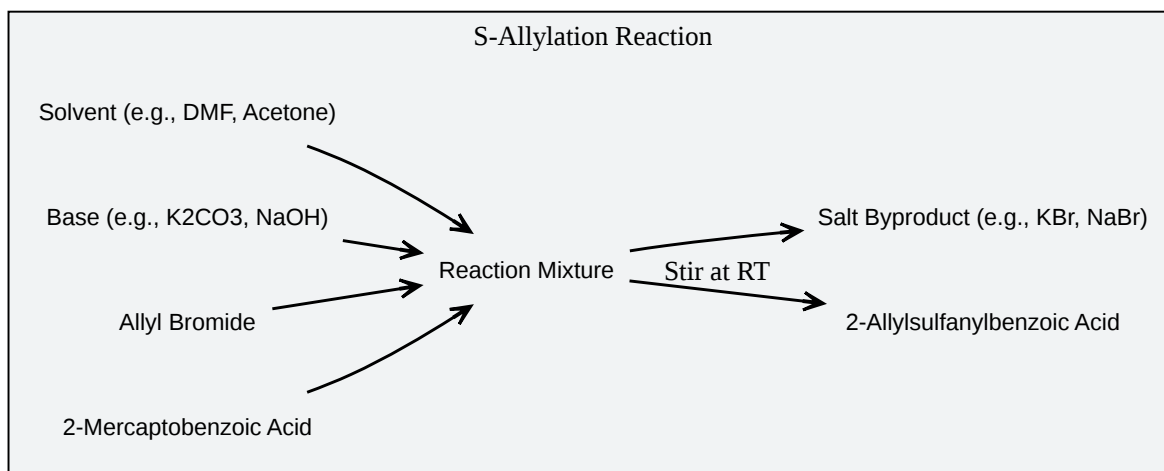 S-Allylation Reaction
Solvent (e.g., DMF, Acetone)
Base (e.g., K2CO3, NaOH)
Salt Byproduct (e.g., KBr, NaBr)
Reaction Mixture
Stir at RT
Allyl Bromide
2-Allylsulfanylbenzoic Acid
2-Mercaptobenzoic Acid